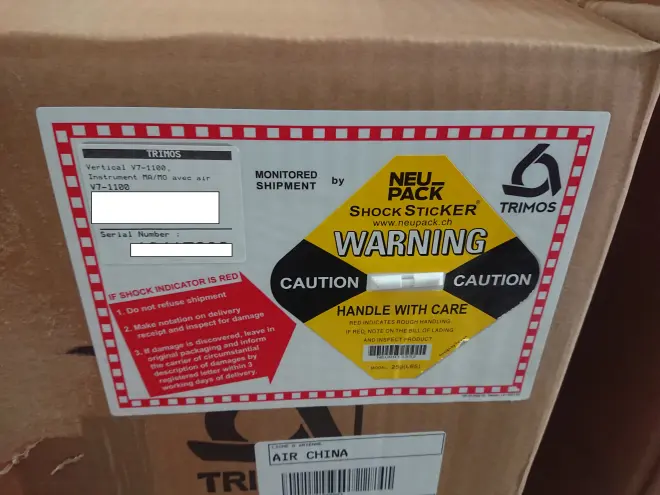 TRIMOS
Vertical V7-1100,
Instrument MA/MO avec air
V7-1100
Serial Number :
MONITORED
SHIPMENT by
NEU_
PACK
SHOCK STICKER®
www.neupack.ch
WARNING
CAUTION
CAUTION
HANDLE WITH CARE
RED INDICATES ROUGH HANDLING.
IF RED, NOTE ON THE BILL OF LADING
AND INSPECT PRODUCT
MODEL
TRIMOS
IF SHOCK INDICATOR IS RED
1. Do not refuse shipment
2. Make notation on delivery
receipt and inspect for damage
3. If damage is discovered, leave in
original packaging and inform
the carrier of circumstantial
description of damages by
registered letter within 3
working days of delivery.
TRIMOS
AIR CHINA